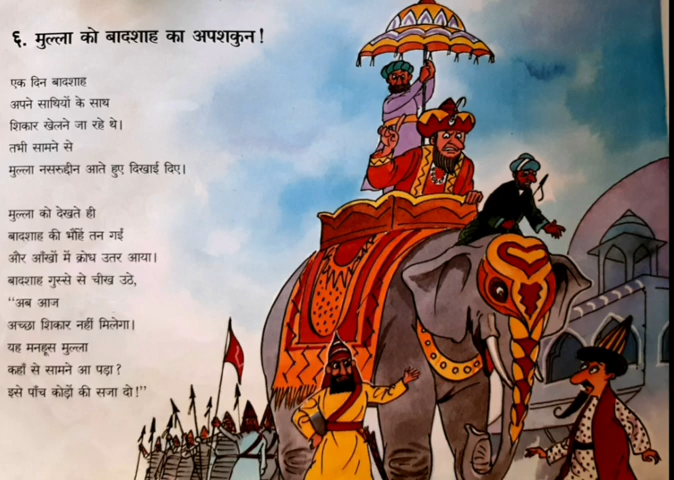 ६. मुल्ला को बादशाह का अपशकुन!
एक दिन बादशाह
अपने साथियों के साथ
शिकार खेलने जा रहे थे।
तभी सामने से
मुल्ला नसरुद्दीन आते हुए दिखाई दिए।
मुल्ला को देखते ही
बादशाह की भौंहें तन गईं
और आँखों में क्रोध उतर आया।
बादशाह गुस्से से चीख उठे,
“अब आज
अच्छा शिकार नहीं मिलेगा।
यह मनहूस मुल्ला
कहाँ से सामने आ पड़ा?
इसे पाँच कोड़ों की सजा दो!”